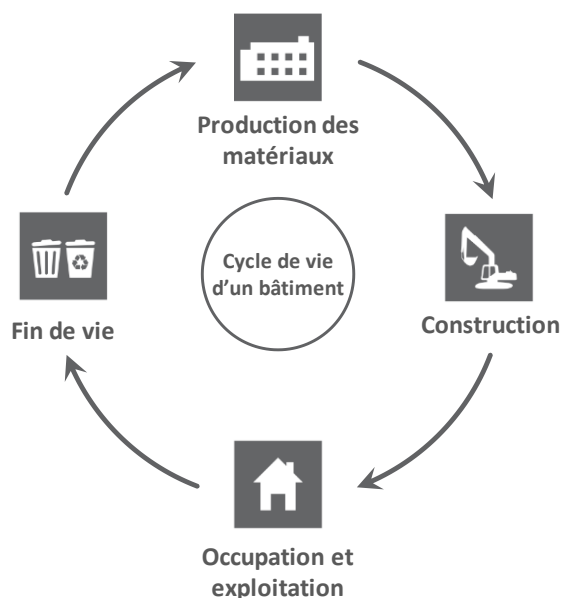 Production des
matériaux
Cycle de vie
d’un bâtiment
Construction
Fin de vie
Occupation et
exploitation